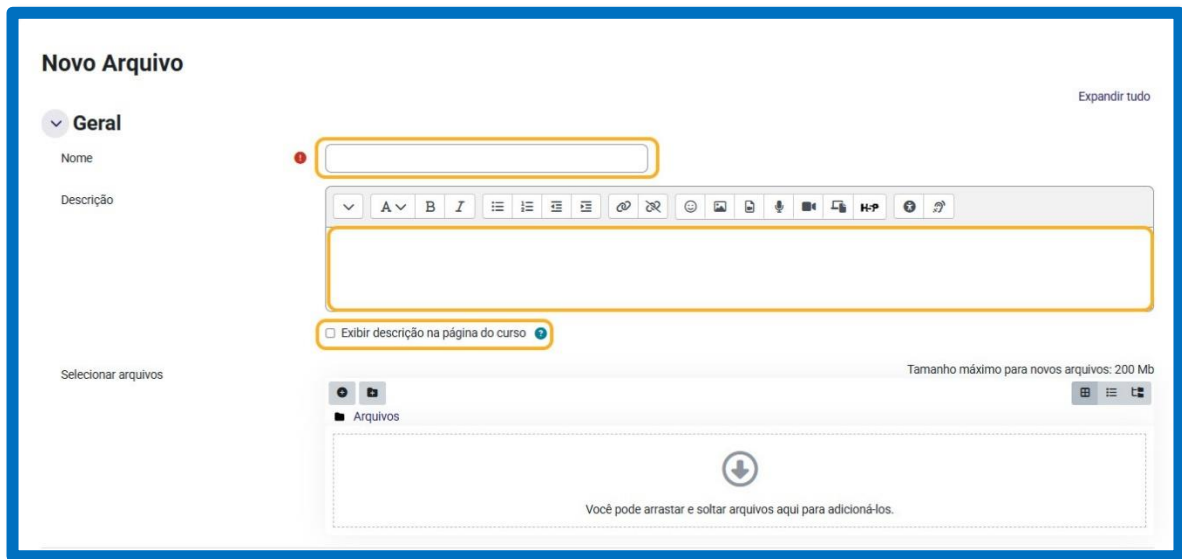 Novo Arquivo
Expandir tudo
Geral
Nome
Descrição
A B I H-P
Exibir descrição na página do curso
Selecionar arquivos
Tamanho máximo para novos arquivos: 200 Mb
Arquivos
Você pode arrastar e soltar arquivos aqui para adicioná-los.